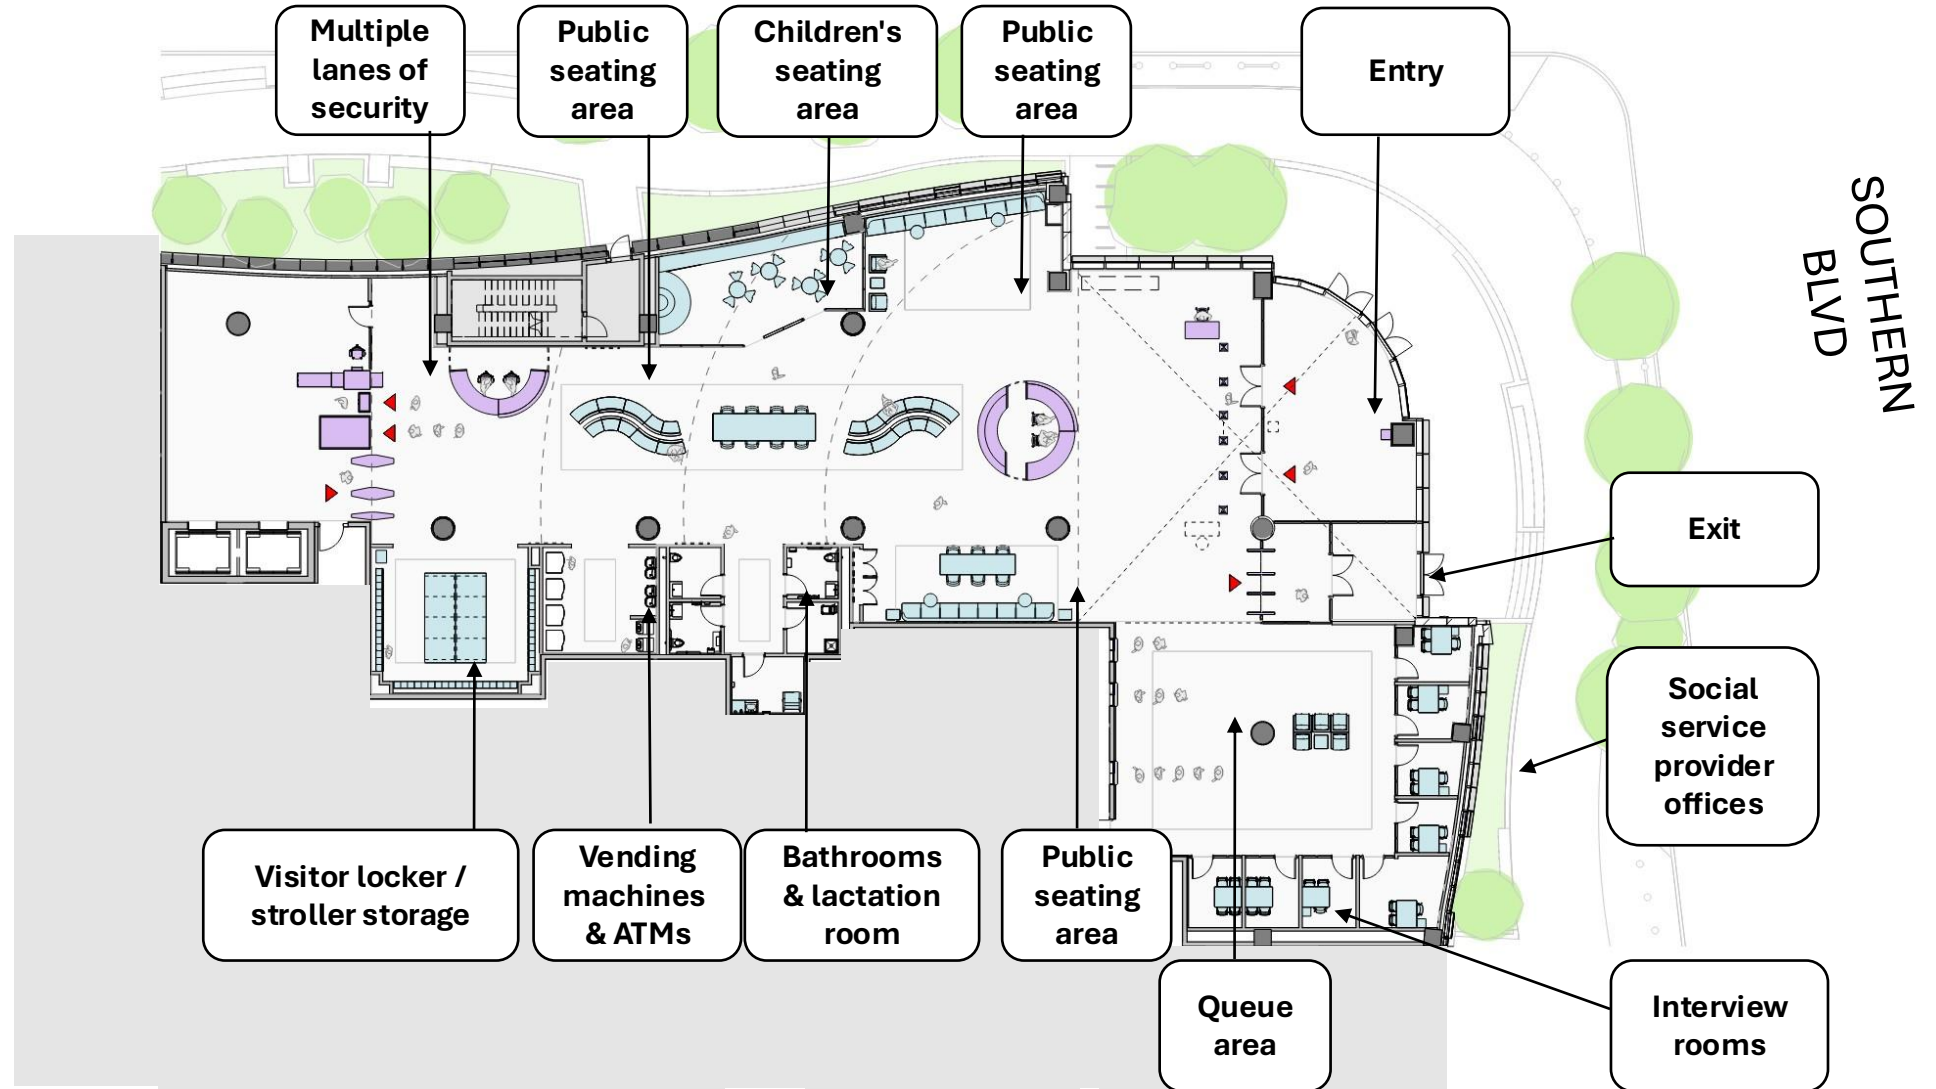 Multiple
lanes of
security
Public
seating
area
Children's
seating
area
Public
seating
area
Entry
SOUTHERN
BLVD
Exit
Social
service
provider
offices
Visitor locker /
stroller storage
Vending
machines
& ATMs
Bathrooms
& lactation
room
Public
seating
area
Queue
area
Interview
rooms